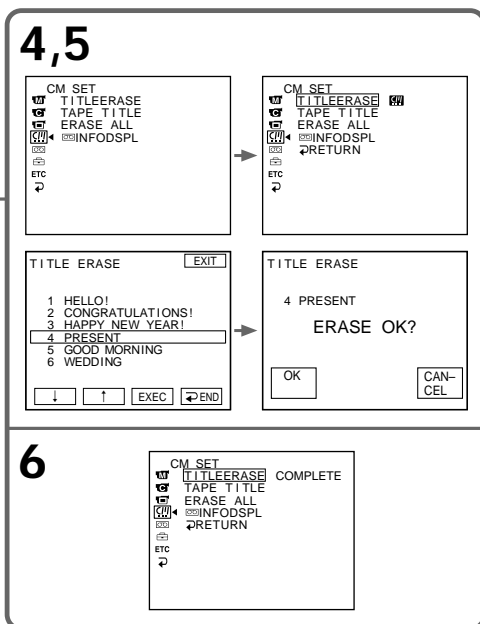 4,5
CM SET
TITLEERASE
TAPE TITLE
ERASE ALL
INFODSPL
ETC
CM SET
TITLEERASE
TAPE TITLE
ERASE ALL
INFODSPL
RETURN
ETC
TITLE ERASE EXIT
1 HELLO!
2 CONGRATULATIONS!
3 HAPPY NEW YEAR!
4 PRESENT
5 GOOD MORNING
6 WEDDING
↓ ↑ EXEC END
TITLE ERASE
4 PRESENT
ERASE OK?
OK CAN–
CEL
6
CM SET
TITLEERASE COMPLETE
TAPE TITLE
ERASE ALL
INFODSPL
RETURN
ETC